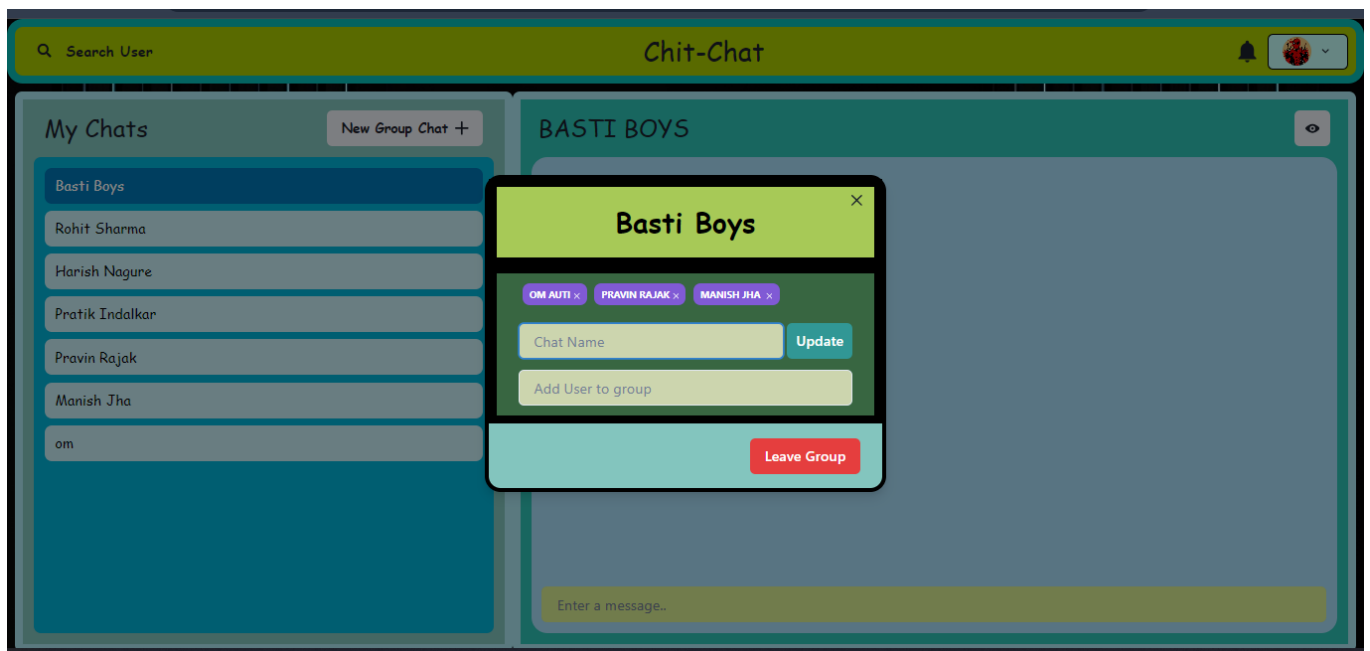 Search User
Chit-Chat
My Chats
New Group Chat +
BASTI BOYS
Basti Boys
Rohit Sharma
Harish Nagure
Pratik Indalkar
Pravin Rajak
Manish Jha
om
Basti Boys
OM AUTI × PRAVIN RAJAK × MANISH JHA ×
Chat Name
Update
Add User to group
Leave Group
Enter a message..